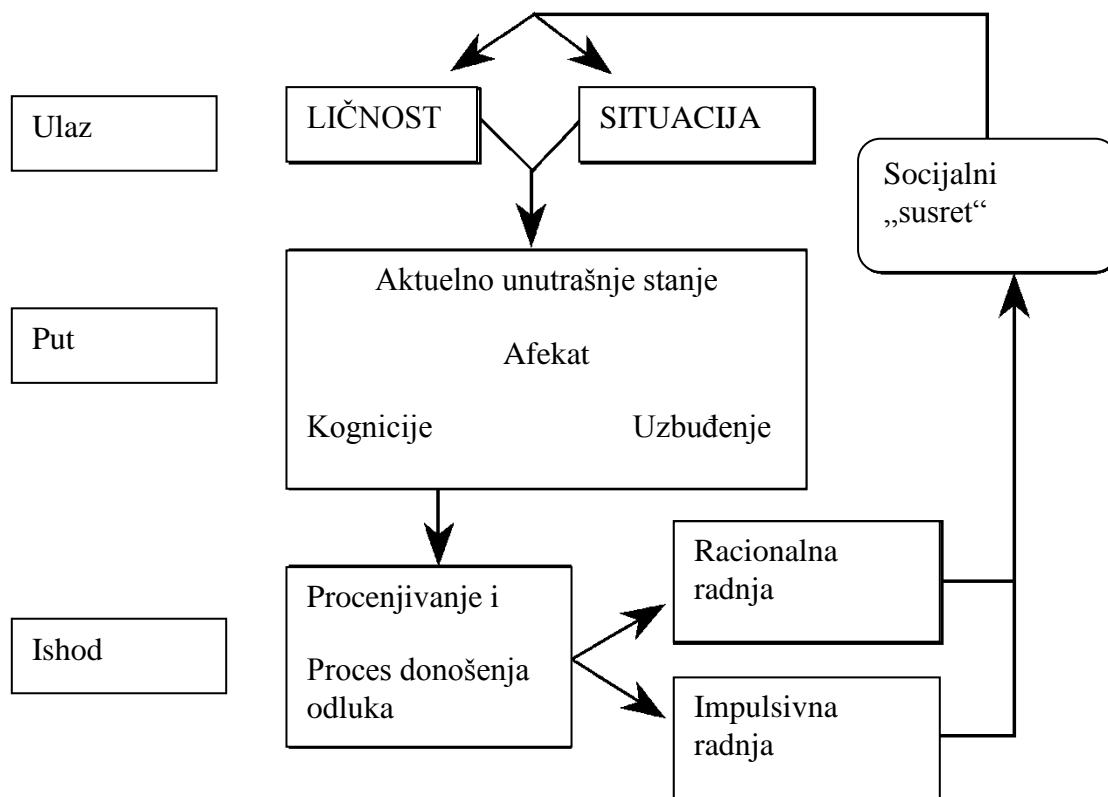 Ulaz
LIČNOST
SITUACIJA
Socijalni
„susret“
Aktuelno unutrašnje stanje
Put
Afekat
Kognicije
Uzbuđenje
Racionalna
radnja
Procenjivanje i
Ishod
Proces donošenja
odluka
Impulsivna
radnja